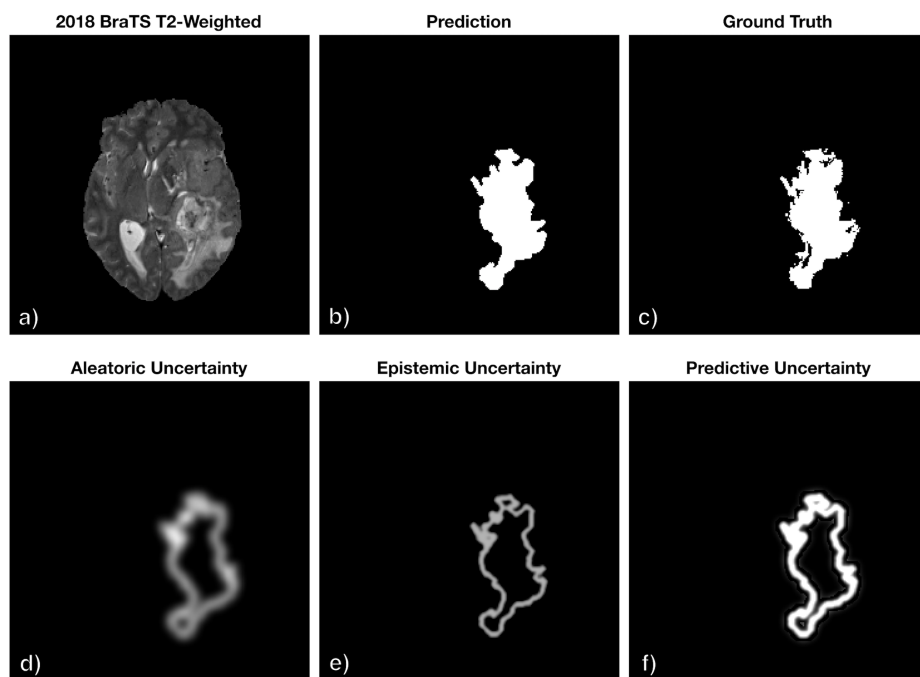 2018 BraTS T2-Weighted
Prediction
Ground Truth
a)
b)
c)
Aleatoric Uncertainty
Epistemic Uncertainty
Predictive Uncertainty
d)
e)
f)